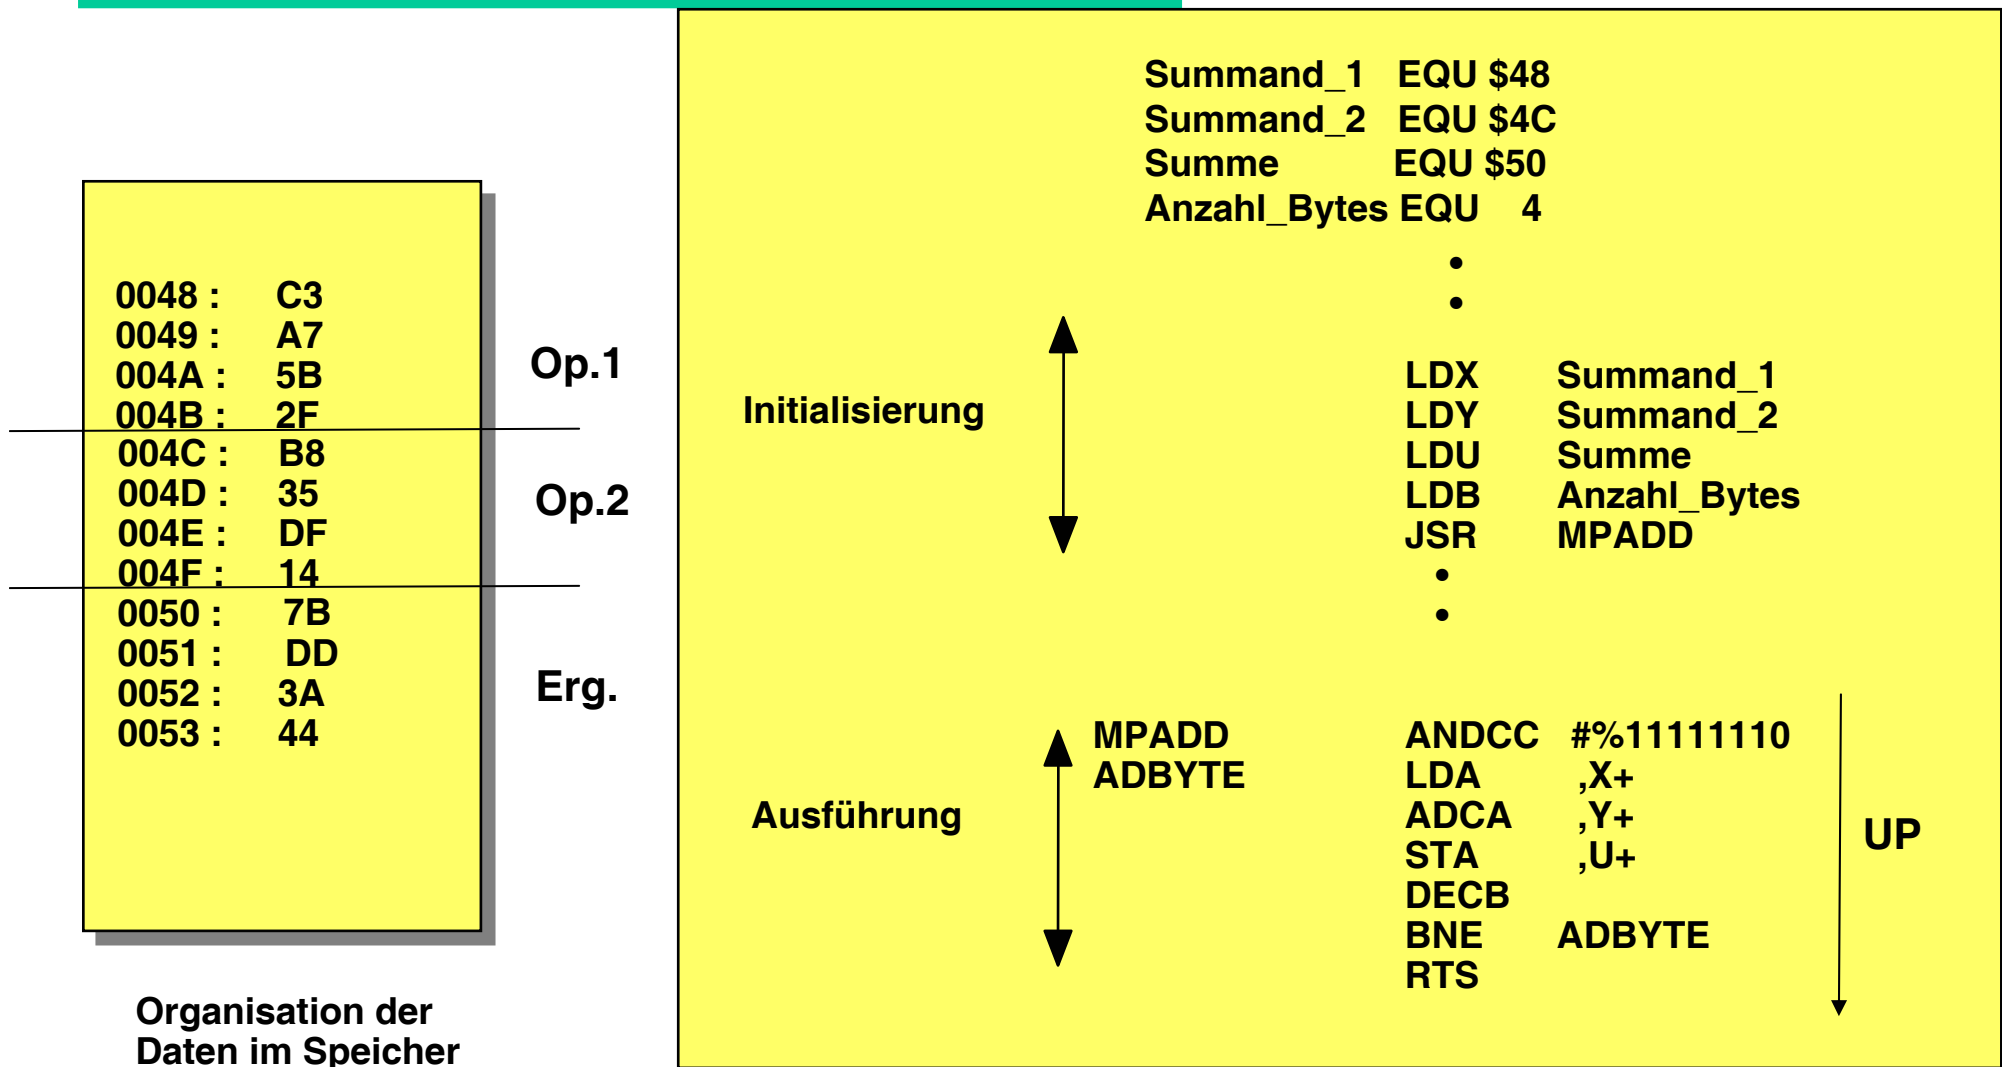 0048 : C3
0049 : A7
004A : 5B
004B : 2F
004C : B8
004D : 35
004E : DF
004F : 14
0050 : 7B
0051 : DD
0052 : 3A
0053 : 44
Op.1
Op.2
Erg.
Organisation der
Daten im Speicher
Summand_1 EQU $48
Summand_2 EQU $4C
Summe EQU $50
Anzahl_Bytes EQU 4
•
•
Initialisierung
LDX Summand_1
LDY Summand_2
LDU Summe
LDB Anzahl_Bytes
JSR MPADD
•
•
Ausführung
MPADD ANDCC #%11111110
ADBYTE LDA ,X+
ADCA ,Y+
STA ,U+
DECB
BNE ADBYTE
RTS
UP